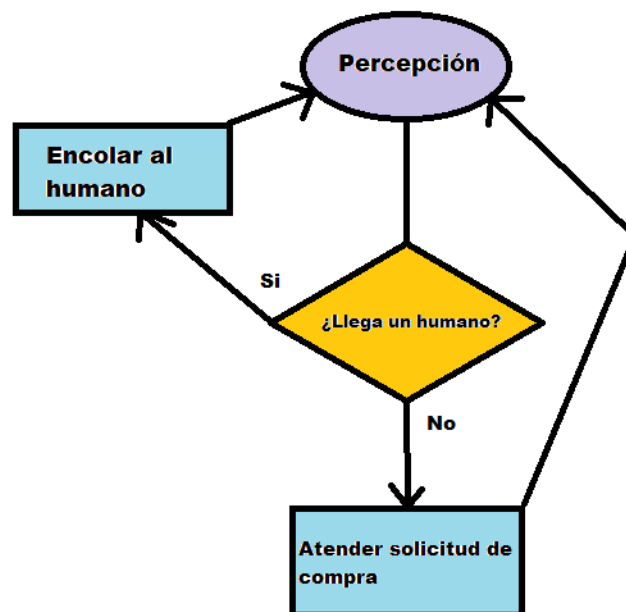 Percepción
Encolar al
humano
Si
¿Llega un humano?
No
Atender solicitud de
compra